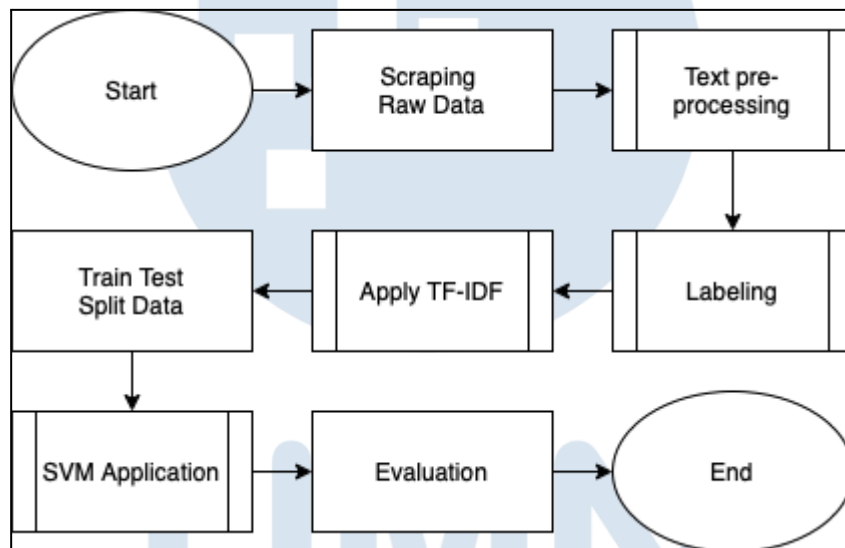 Start
Scraping
Raw Data
Text pre-
processing
Labeling
Apply TF-IDF
Train Test
Split Data
SVM Application
Evaluation
End